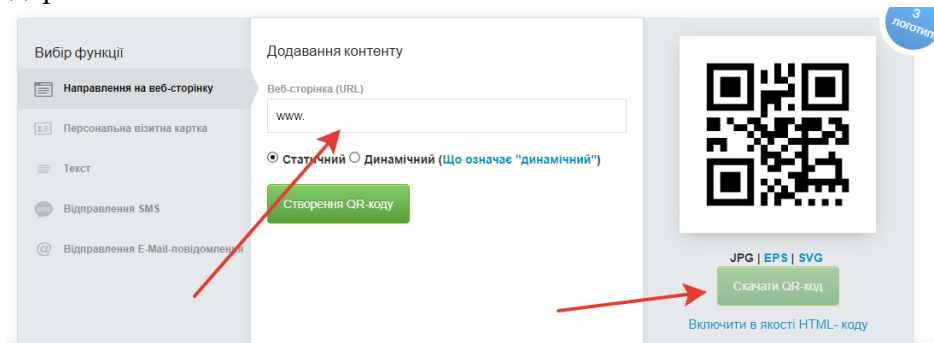 З
логотип
Вибір функції
Направлення на веб-сторінку
Персональна візитна картка
Текст
sms
Відправлення SMS
@
Відправлення E-Mail-повідомлення
Додавання контенту
Веб-сторінка (URL)
www.
Статичний Динамічний (Що означає "динамічний")
Створення QR-коду
JPG | EPS | SVG
Скачати QR-код
Включити в якості HTML- коду